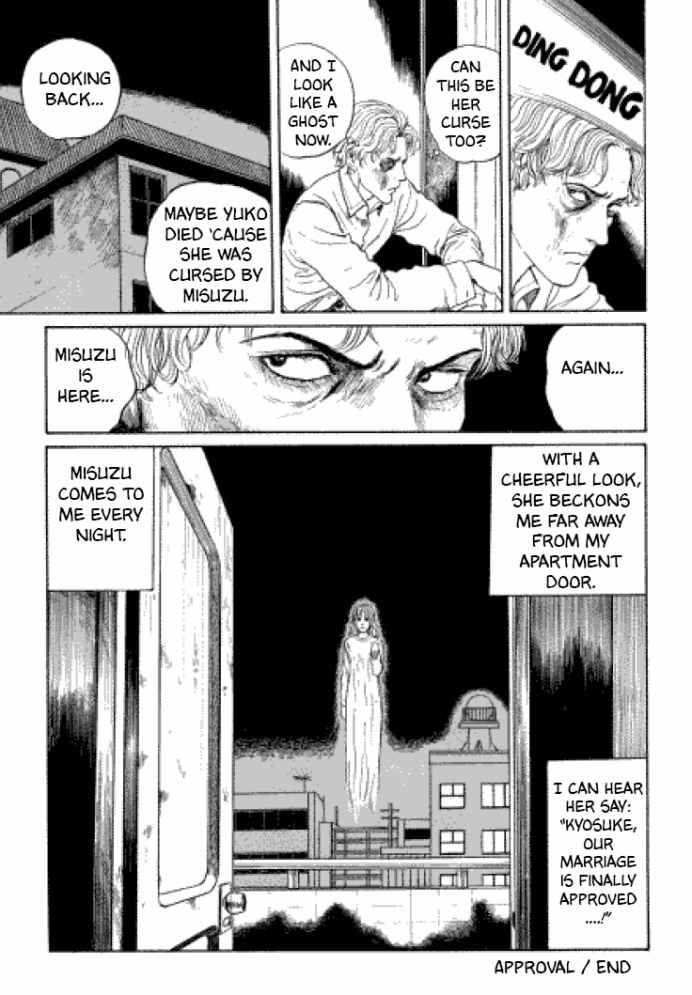 LOOKING
BACK...
MAYBE YUKO
DIED 'CAUSE
SHE WAS
CURSED BY
MISUZU.
AND I
LOOK
LIKE A
GHOST
NOW.
CAN
THIS BE
HER
CURSE
TOO?
DING DONG
MISUZU
IS
HERE...
AGAIN...
MISUZU
COMES TO
ME EVERY
NIGHT.
WITH A
CHEERFUL LOOK,
SHE BECKONS
ME FAR AWAY
FROM MY
APARTMENT
DOOR.
I CAN HEAR
HER SAY:
"KYOSUKE,
OUR
MARRIAGE
IS FINALLY
APPROVED
....!"
APPROVAL / END